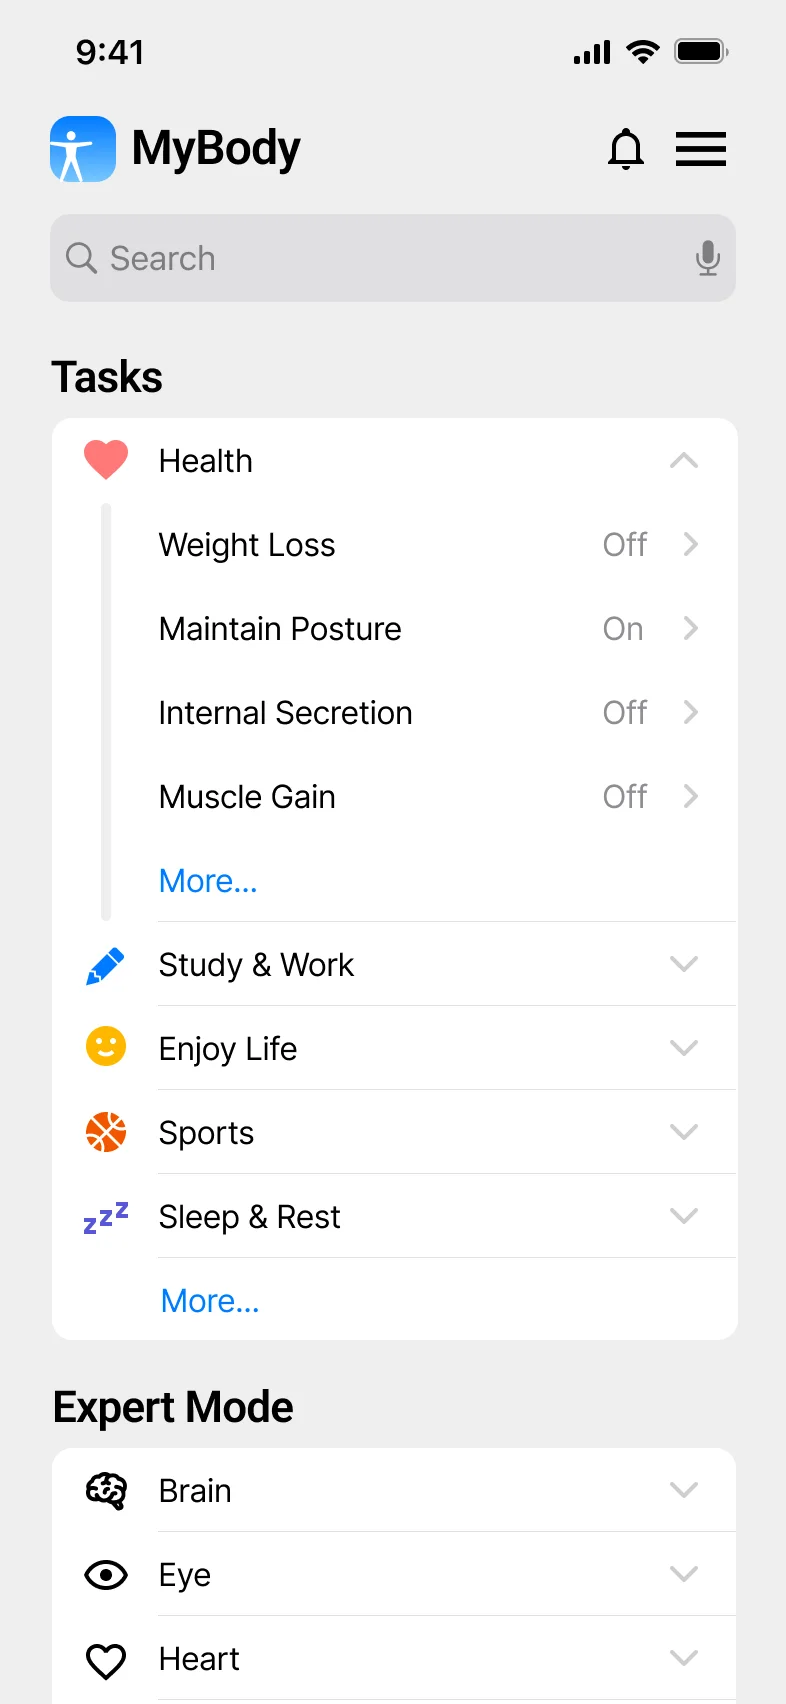 9:41
MyBody
Search
Tasks
Health
Weight Loss Off
Maintain Posture On
Internal Secretion Off
Muscle Gain Off
More...
Study & Work
Enjoy Life
Sports
zzz Sleep & Rest
More...
Expert Mode
Brain
Eye
Heart